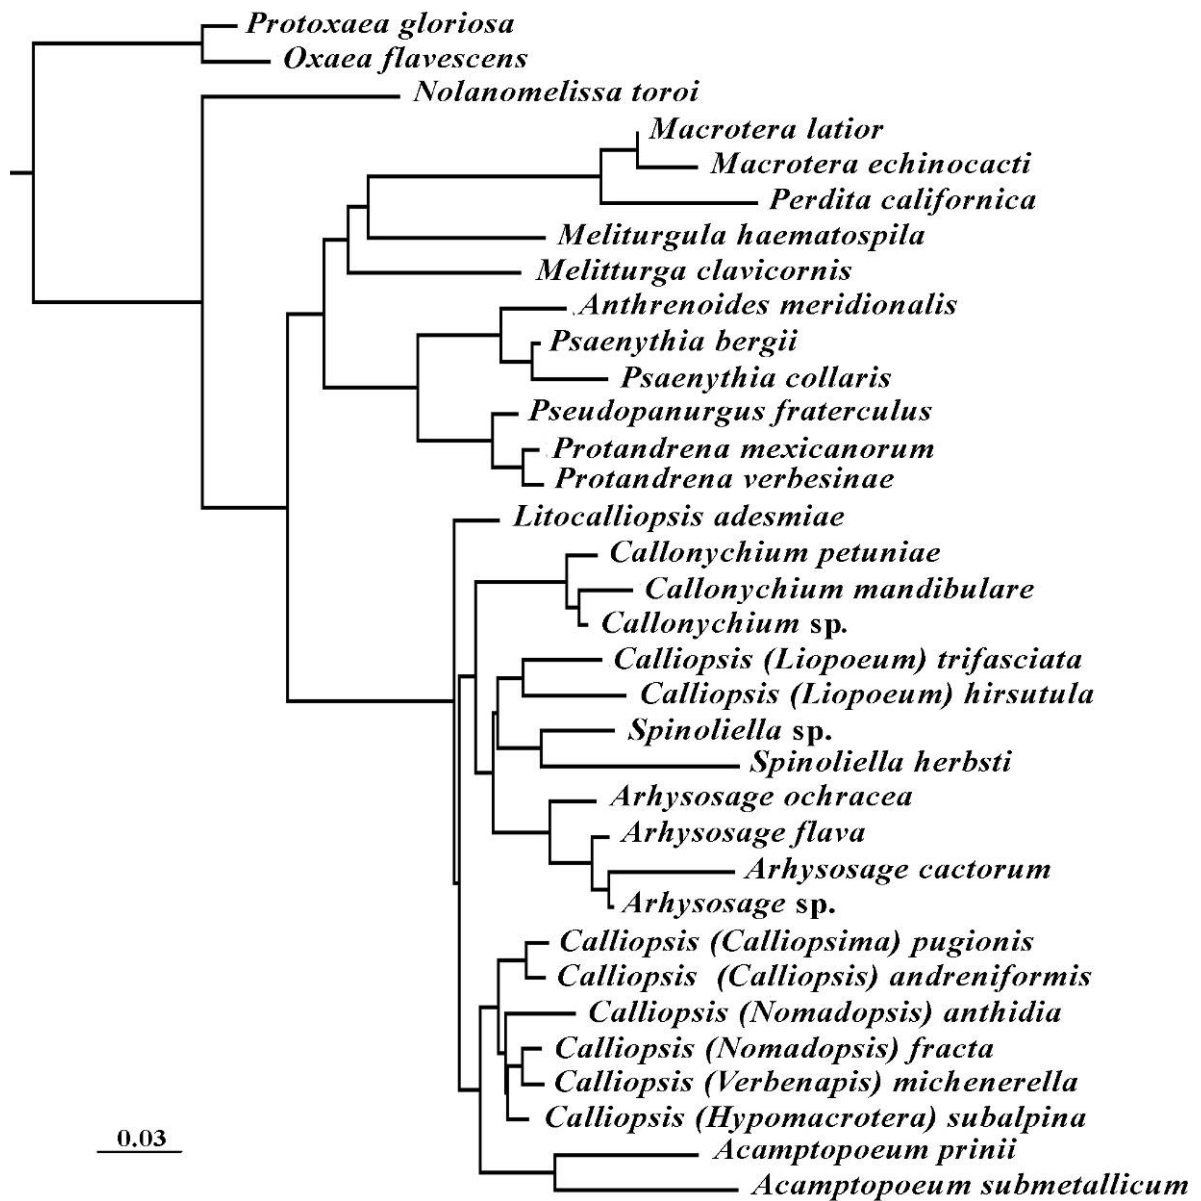 Protoxaea gloriosa
Oxaea flavescens
Nolanomelissa toroi
Macrotera latior
Macrotera echinocacti
Perdita californica
Meliturgula haematospila
Melitturga clavicornis
Anthrenoides meridionalis
Psaenythia bergii
Psaenythia collaris
Pseudopanurgus fraterculus
Protandrena mexicanorum
Protandrena verbesinae
Litocalliopsis adesmiae
Callonychium petuniae
Callonychium mandibulare
Callonychium sp.
Calliopsis (Liopoeum) trifasciata
Calliopsis (Liopoeum) hirsutula
Spinoliella sp.
Spinoliella herbsti
Arhysosage ochracea
Arhysosage flava
Arhysosage cactorum
Arhysosage sp.
Calliopsis (Calliopsima) pugionis
Calliopsis (Calliopsis) andreniformis
Calliopsis (Nomadopsis) anthidia
Calliopsis (Nomadopsis) fracta
Calliopsis (Verbenapis) michenerella
Calliopsis (Hypomacrotera) subalpina
0.03
Acamptopoeum prinii
Acamptopoeum submetallicum